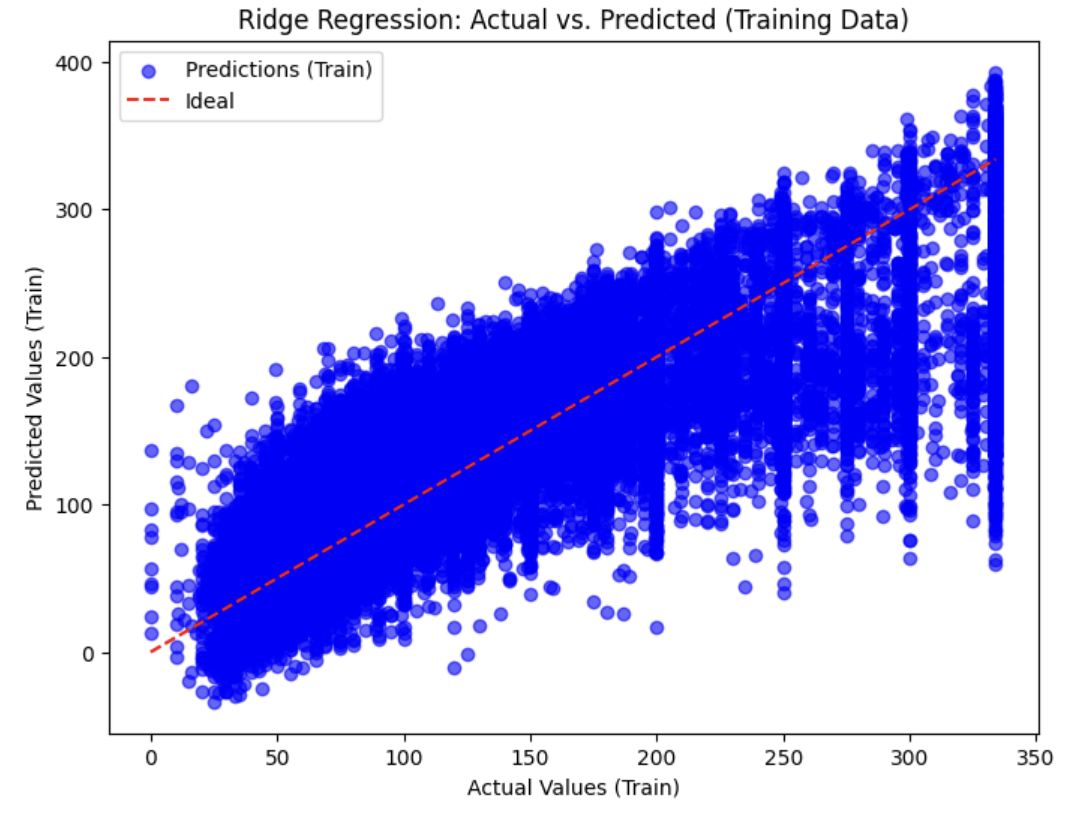 Ridge Regression: Actual vs. Predicted (Training Data)
Predictions (Train)
Ideal
400
300
200
100
0
Predicted Values (Train)
0 50 100 150 200 250 300 350
Actual Values (Train)